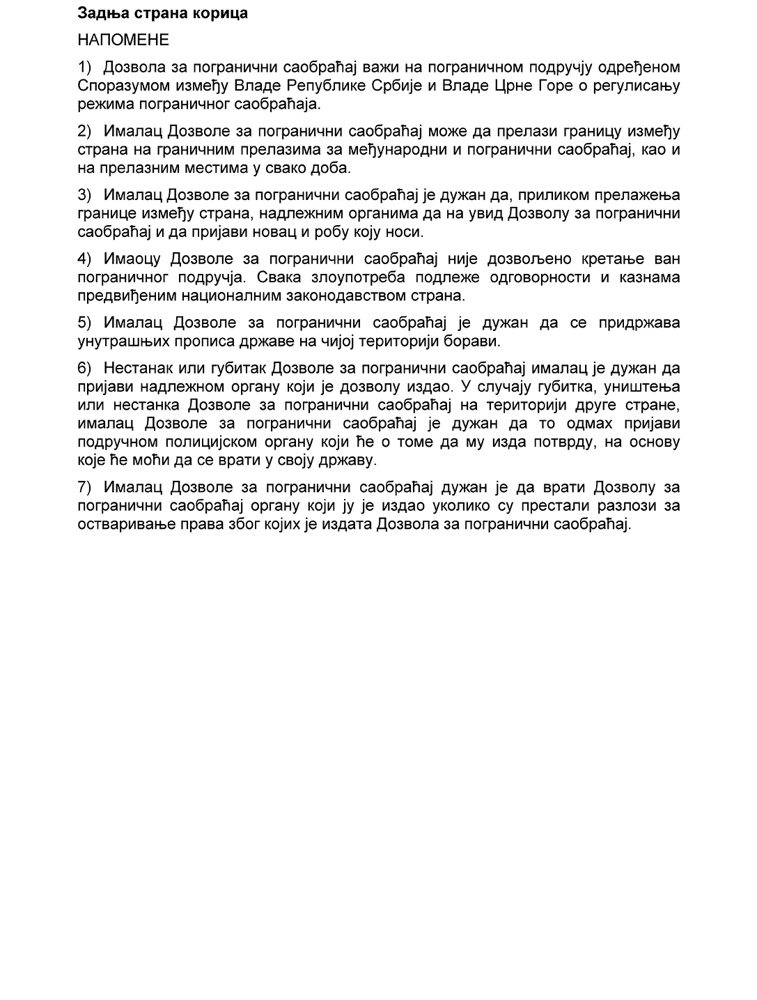 Задња страна корица
НАПОМЕНЕ
1) Дозвола за погранични саобраћај важи на пограничном подручју одређеном
Споразумом између Владе Републике Србије и Владе Црне Горе о регулисању
режима пограничног саобраћаја.
2) Ималац Дозволе за погранични саобраћај може да прелази границу између
страна на граничним прелазима за међународни и погранични саобраћај, као и
на прелазним местима у свако доба.
3) Ималац Дозволе за погранични саобраћај је дужан да, приликом прелажења
границе између страна, надлежним органима да на увид Дозволу за погранични
саобраћај и да пријави новац и робу коју носи.
4) Имаоцу Дозволе за погранични саобраћај није дозвољено кретање ван
пограничног подручја. Свака злоупотреба подлеже одговорности и казнама
предвиђеним националним законодавством страна.
5) Ималац Дозволе за погранични саобраћај је дужан да се придржава
унутрашњих прописа државе на чијој територији борави.
6) Нестанак или губитак Дозволе за погранични саобраћај ималац је дужан да
пријави надлежном органу који је дозволу издао. У случају губитка, уништења
или нестанка Дозволе за погранични саобраћај на територији друге стране,
ималац Дозволе за погранични саобраћај је дужан да то одмах пријави
подручном полицијском органу који ће о томе да му изда потврду, на основу
које ће моћи да се врати у своју државу.
7) Ималац Дозволе за погранични саобраћај дужан је да врати Дозволу за
погранични саобраћај органу који ју је издао уколико су престали разлози за
остваривање права због којих је издата Дозвола за погранични саобраћај.